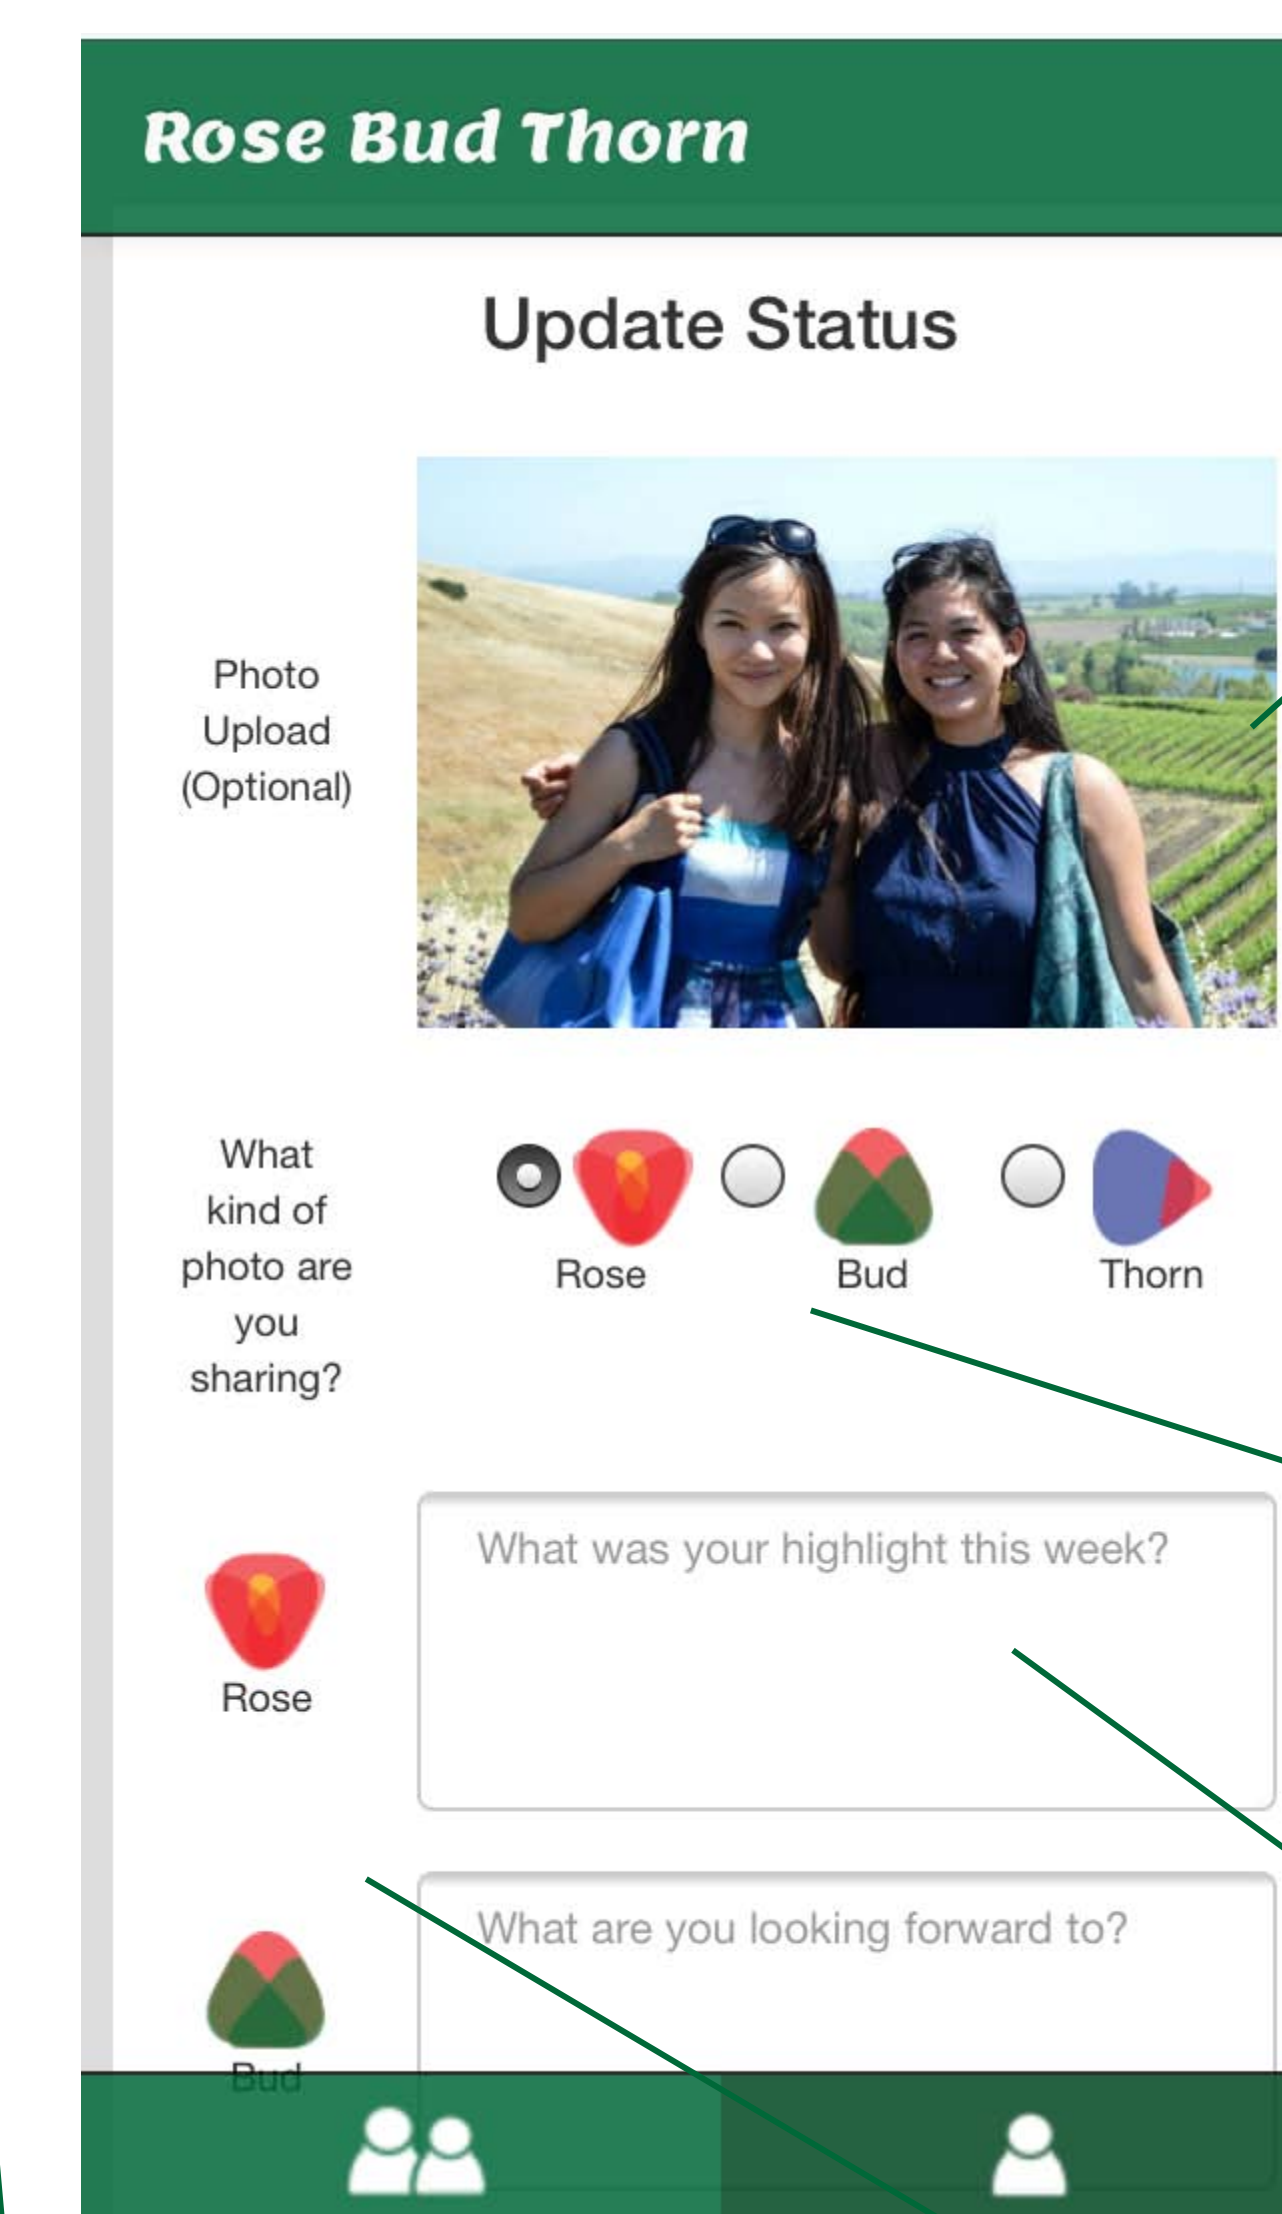 Rose Bud Thorn
Update Status
Photo
Upload
(Optional)
What
kind of
photo are
you
sharing?
Rose
Bud
Thorn
What was your highlight this week?
Rose
What are you looking forward to?
Bud